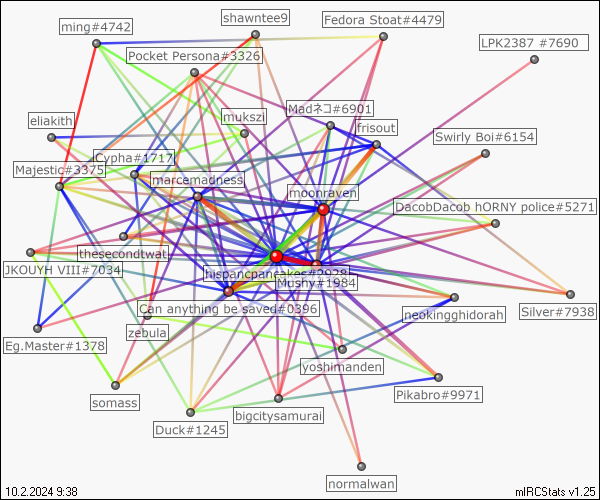 shawntee9
ming#4742
Fedora Stoat#4479
LPK2387 #7690
Pocket Persona#3326
Madネコ#6901
eliakith
mukszi
frisout
Swirly Boi#6154
Cypha#1717
Majestic#3375
marcemadness
moonraven
DacobDacob hORNY police#5271
thesecondtwat
JKOUYH VIII#7034
hispancpancakes#2928
Mushy#1984
Can anything be saved#0396
neokingghidorah
Silver#7938
zebula
Eg.Master#1378
yoshimanden
Pikabro#9971
somass
bigcitysamurai
Duck#1245
normalwan
10.2.2024 9:38
mIRCStats v1.25